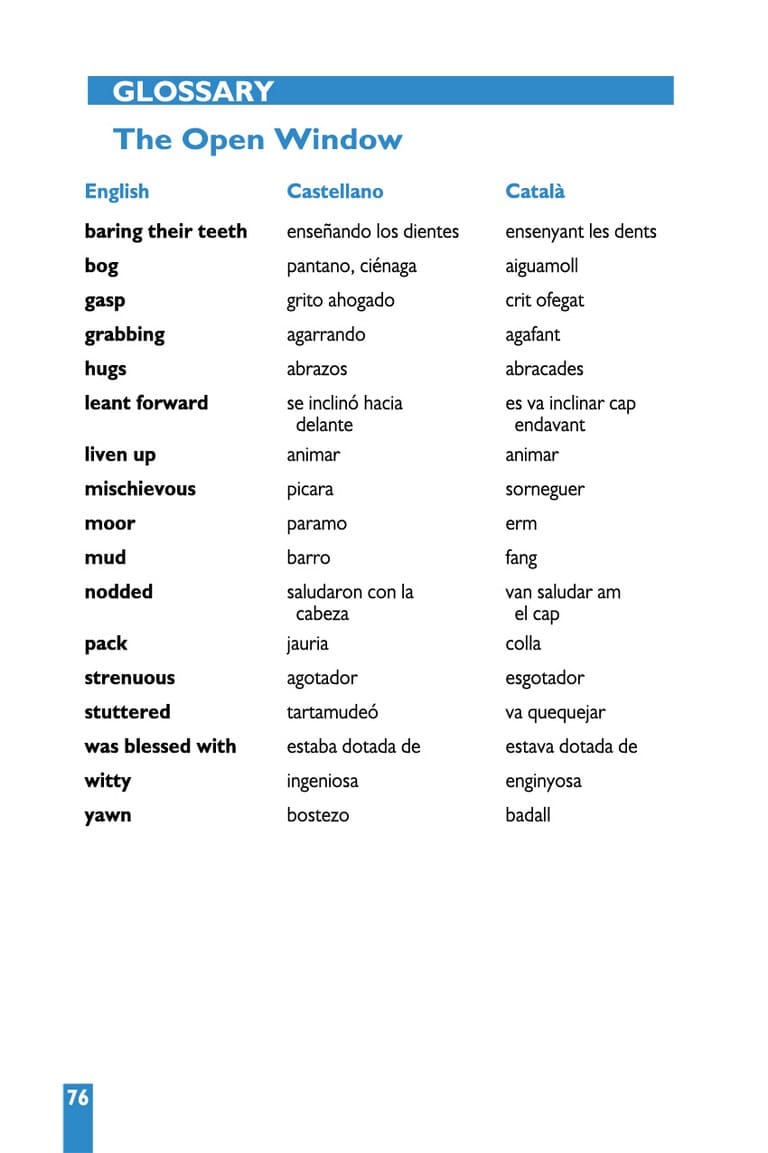 GLOSSARY
The Open Window
English Castellano Català
baring their teeth enseñando los dientes ensenyant les dents
bog pantano, ciénaga aiguamoll
gasp grito ahogado crit ofegat
grabbing agarrando agafant
hugs abrazos abracades
leant forward se inclinó hacia es va inclinar cap
delante endavant
liven up animar animar
mischievous picara sorneguer
moor paramo erm
mud barro fang
nodded saludaron con la van saludar am
cabeza el cap
pack jauria colla
strenuous agotador esgotador
stuttered tartamudeó va quequejar
was blessed with estaba dotada de estava dotada de
witty ingeniosa enginyosa
yawn bostezo badall
76